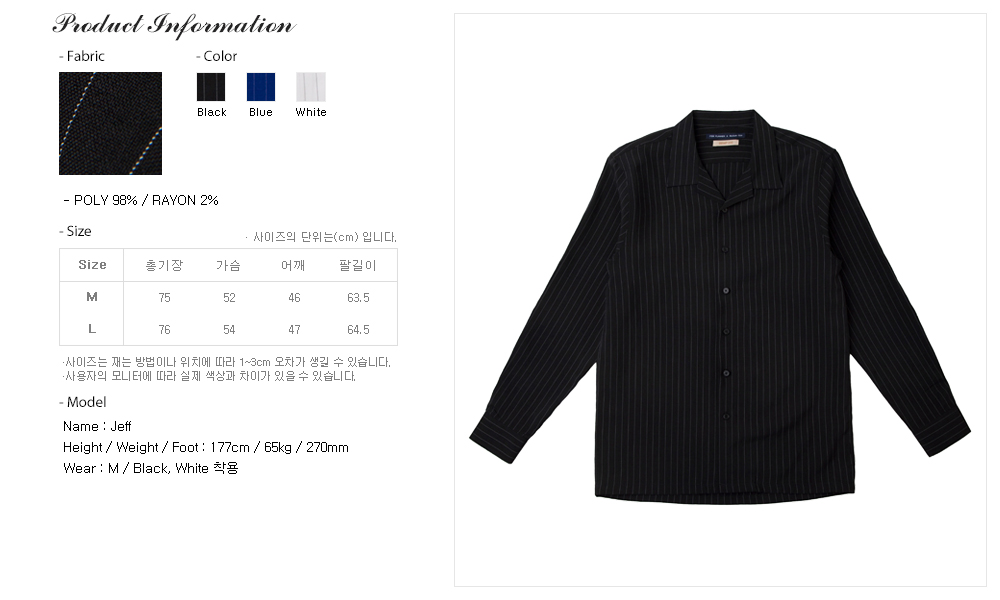 Product Information
- Fabric
- Color
Black Blue White
- POLY 98% / RAYON 2%
- Size
· 사이즈의 단위는(cm) 입니다.
Size 총기장 가슴 어깨 팔길이
M 75 52 46 63.5
L 76 54 47 64.5
·사이즈는 재는 방법이나 위치에 따라 1~3cm 오차가 생길 수 있습니다.
·사용자의 모니터에 따라 실제 색상과 차이가 있을 수 있습니다.
- Model
Name : Jeff
Height / Weight / Foot : 177cm / 65kg / 270mm
Wear : M / Black, White 착용